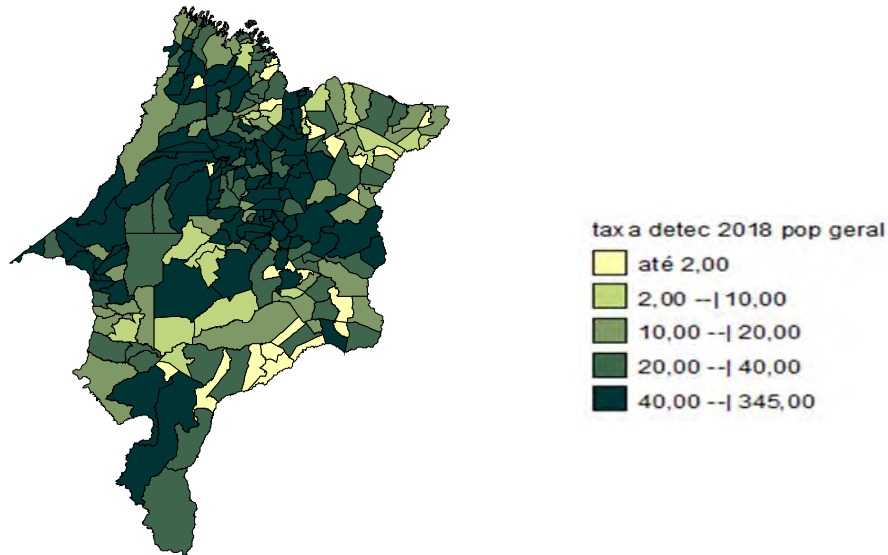 taxa detec 2018 pop geral
até 2,00
2,00 --| 10,00
10,00 --| 20,00
20,00 --| 40,00
40,00 --| 345,00